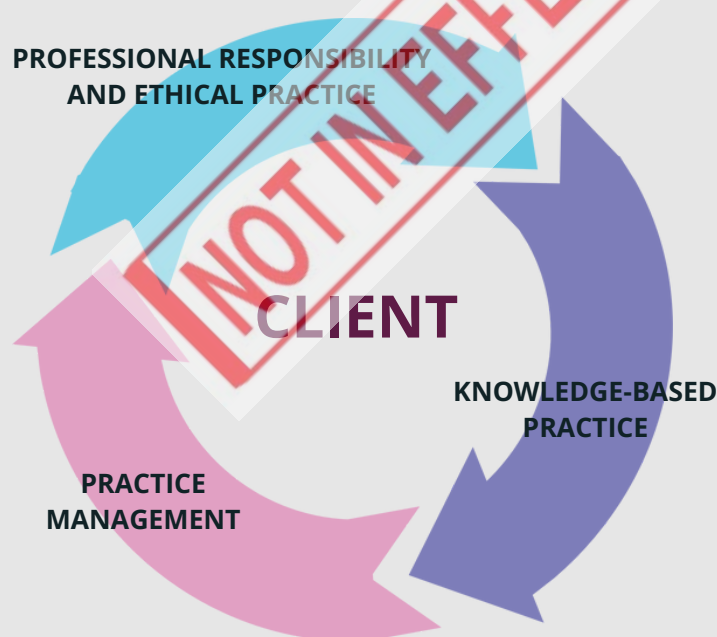 PROFESSIONAL RESPONSIBILITY
AND ETHICAL PRACTICE
NOT IN EFFE
CLIENT
KNOWLEDGE-BASED
PRACTICE
PRACTICE
MANAGEMENT